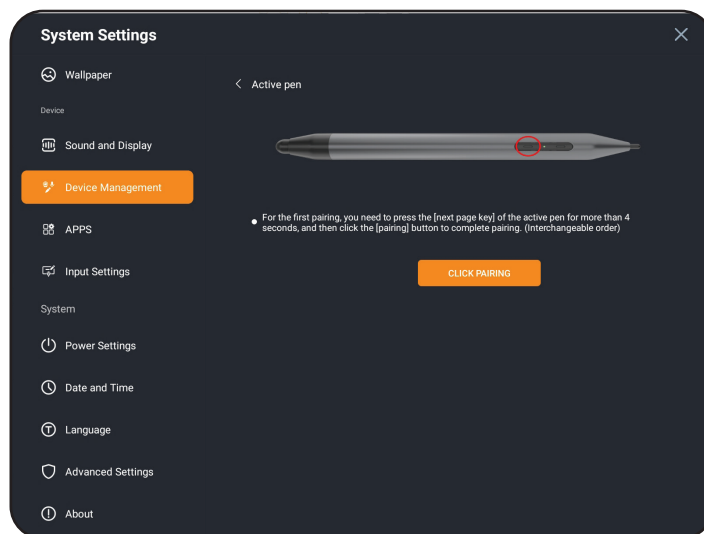 System Settings
Wallpaper
Active pen
Device
Sound and Display
Device Management
For the first pairing, you need to press the [next page key] of the active pen for more than 4
seconds, and then click the [pairing] button to complete pairing. (Interchangeable order)
APPS
Input Settings
CLICK PAIRING
System
Power Settings
Date and Time
Language
Advanced Settings
About